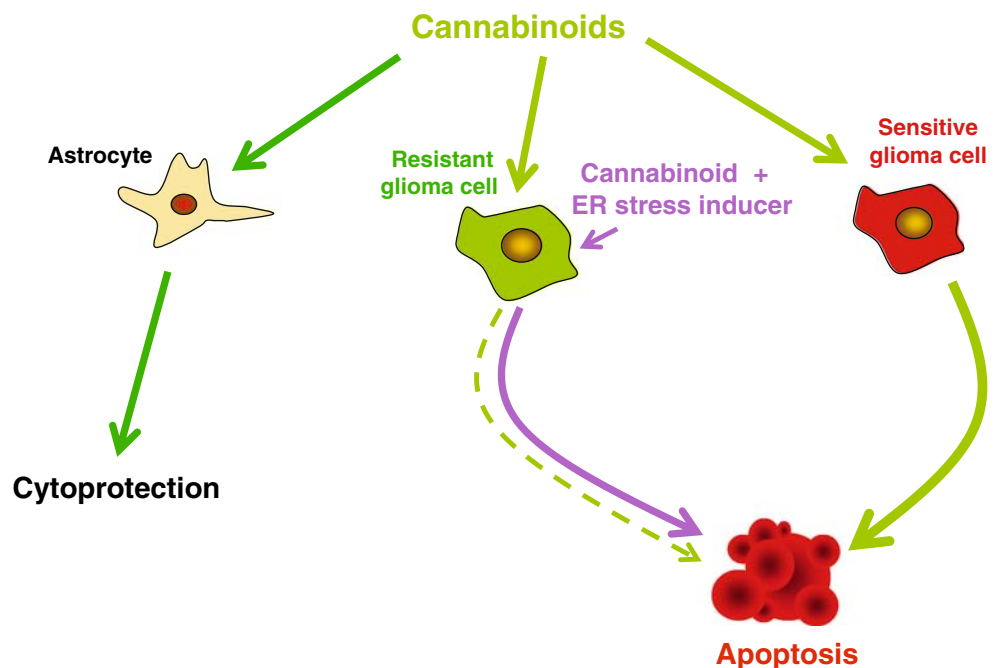 Cannabinoids
Astrocyte
Resistant
glioma cell
Cannabinoid +
ER stress inducer
Sensitive
glioma cell
Cytoprotection
Apoptosis